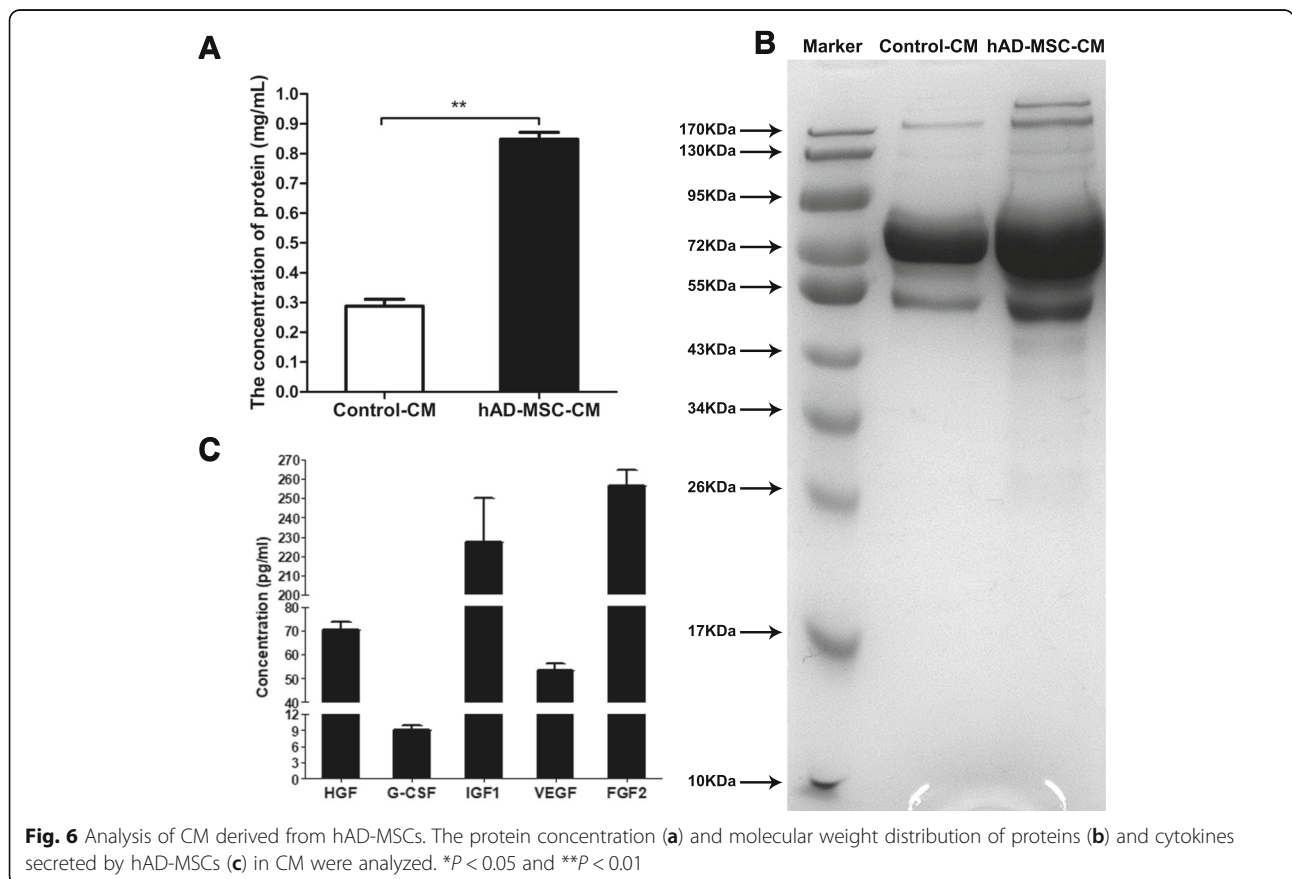 A
The concentration of protein (mg/mL)
1.0
0.9
0.8
0.7
0.6
0.5
0.4
0.3
0.2
0.1
0.0
**
Control-CM hAD-MSC-CM
B
Marker Control-CM hAD-MSC-CM
170KDa
130KDa
95KDa
72KDa
55KDa
43KDa
34KDa
26KDa
17KDa
10KDa
C
Concentration (pg/ml)
270
260
250
240
230
220
210
200
80
70
60
50
40
12
9
6
3
0
HGF G-CSF IGF1 VEGF FGF2
Fig. 6 Analysis of CM derived from hAD-MSCs. The protein concentration (a) and molecular weight distribution of proteins (b) and cytokines
secreted by hAD-MSCs (c) in CM were analyzed. *P < 0.05 and **P < 0.01